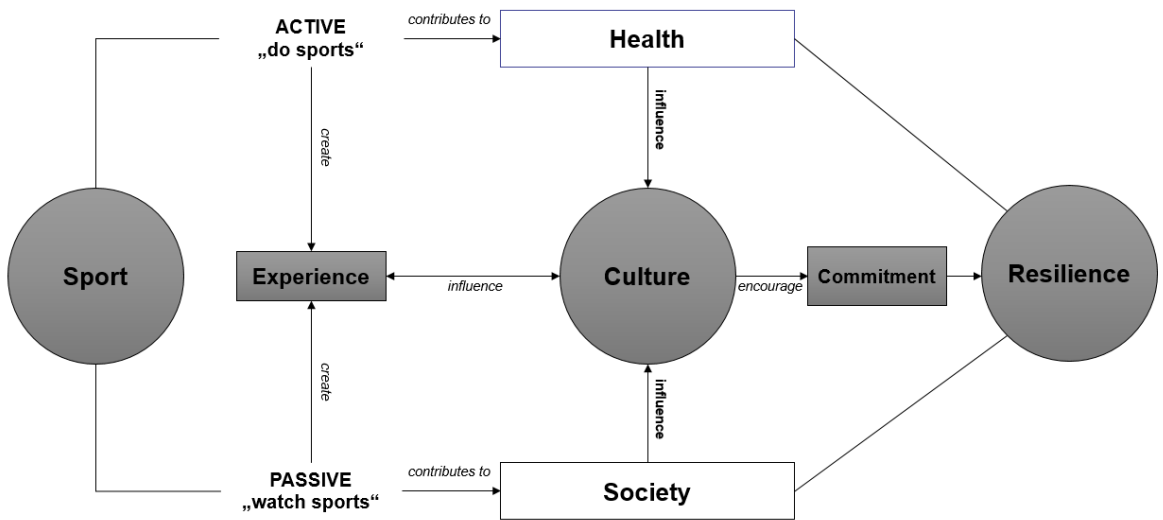 ACTIVE
„do sports“
contributes to
Health
create
influence
Sport
Experience
influence
Culture
encourage
Commitment
Resilience
create
influence
PASSIVE
„watch sports“
contributes to
Society